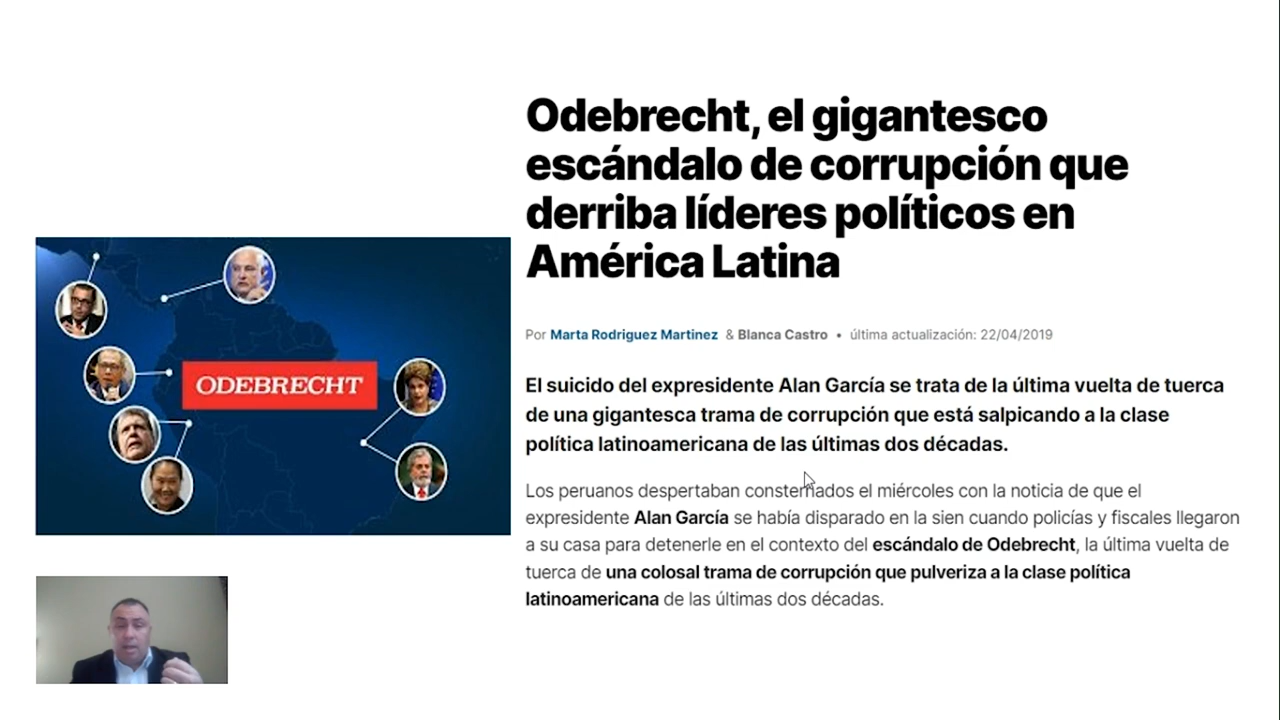 Odebrecht, el gigantesco
escándalo de corrupción que
derriba líderes políticos en
América Latina
Por Marta Rodriguez Martinez & Blanca Castro • última actualización: 22/04/2019
ODEBRECHT
El suicido del expresidente Alan García se trata de la última vuelta de tuerca
de una gigantesca trama de corrupción que está salpicando a la clase
política latinoamericana de las últimas dos décadas.
Los peruanos despertaban consternados el miércoles con la noticia de que el
expresidente Alan García se había disparado en la sien cuando policías y fiscales llegaron
a su casa para detenerle en el contexto del escándalo de Odebrecht, la última vuelta de
tuerca de una colosal trama de corrupción que pulveriza a la clase política
latinoamericana de las últimas dos décadas.